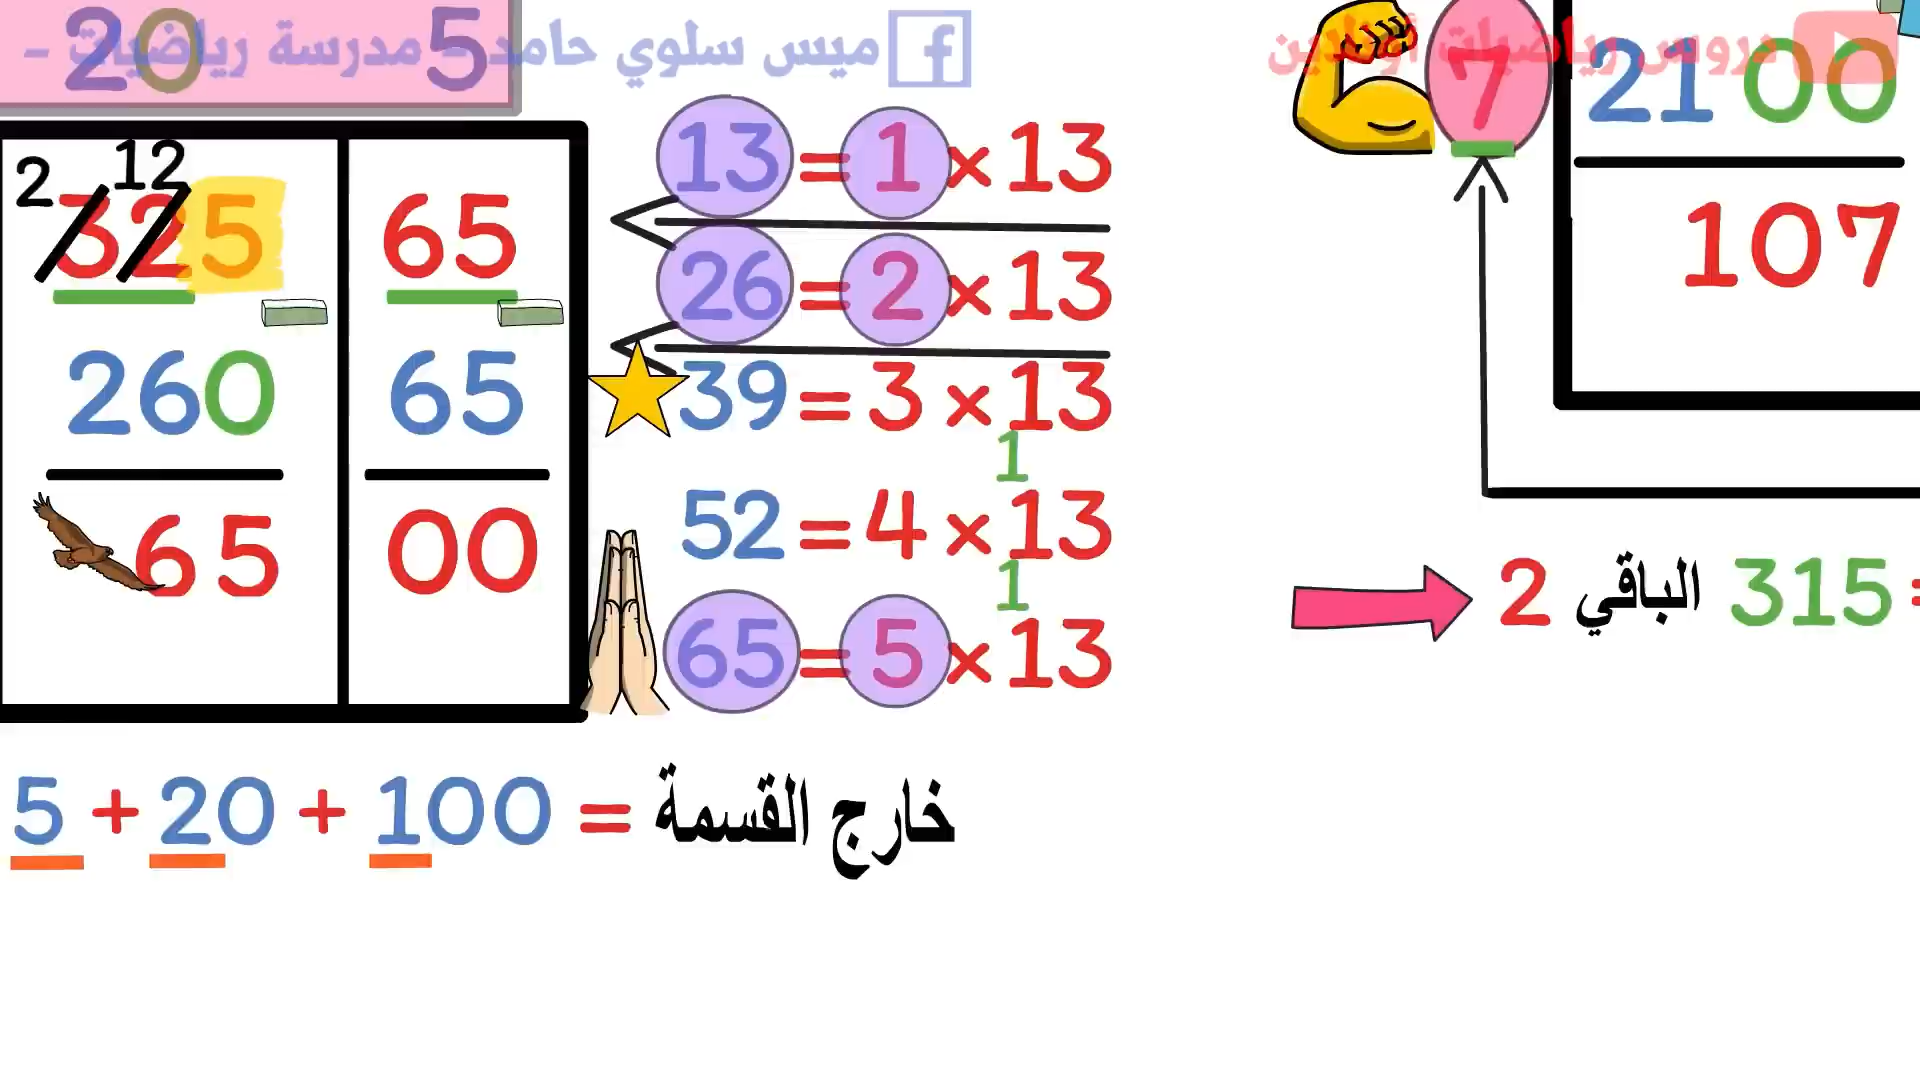 20 5
ميس سلوي حامد - مدرسة رياضيات -
دروس رياضيات أونلاين
2 12
325 65
260 65
65 00
13 = 1 × 13
26 = 2 × 13
39 = 3 × 13
1
52 = 4 × 13
1
65 = 5 × 13
7 2100
107
2 الباقي 315 =
5 + 20 + 100 = خارج القسمة